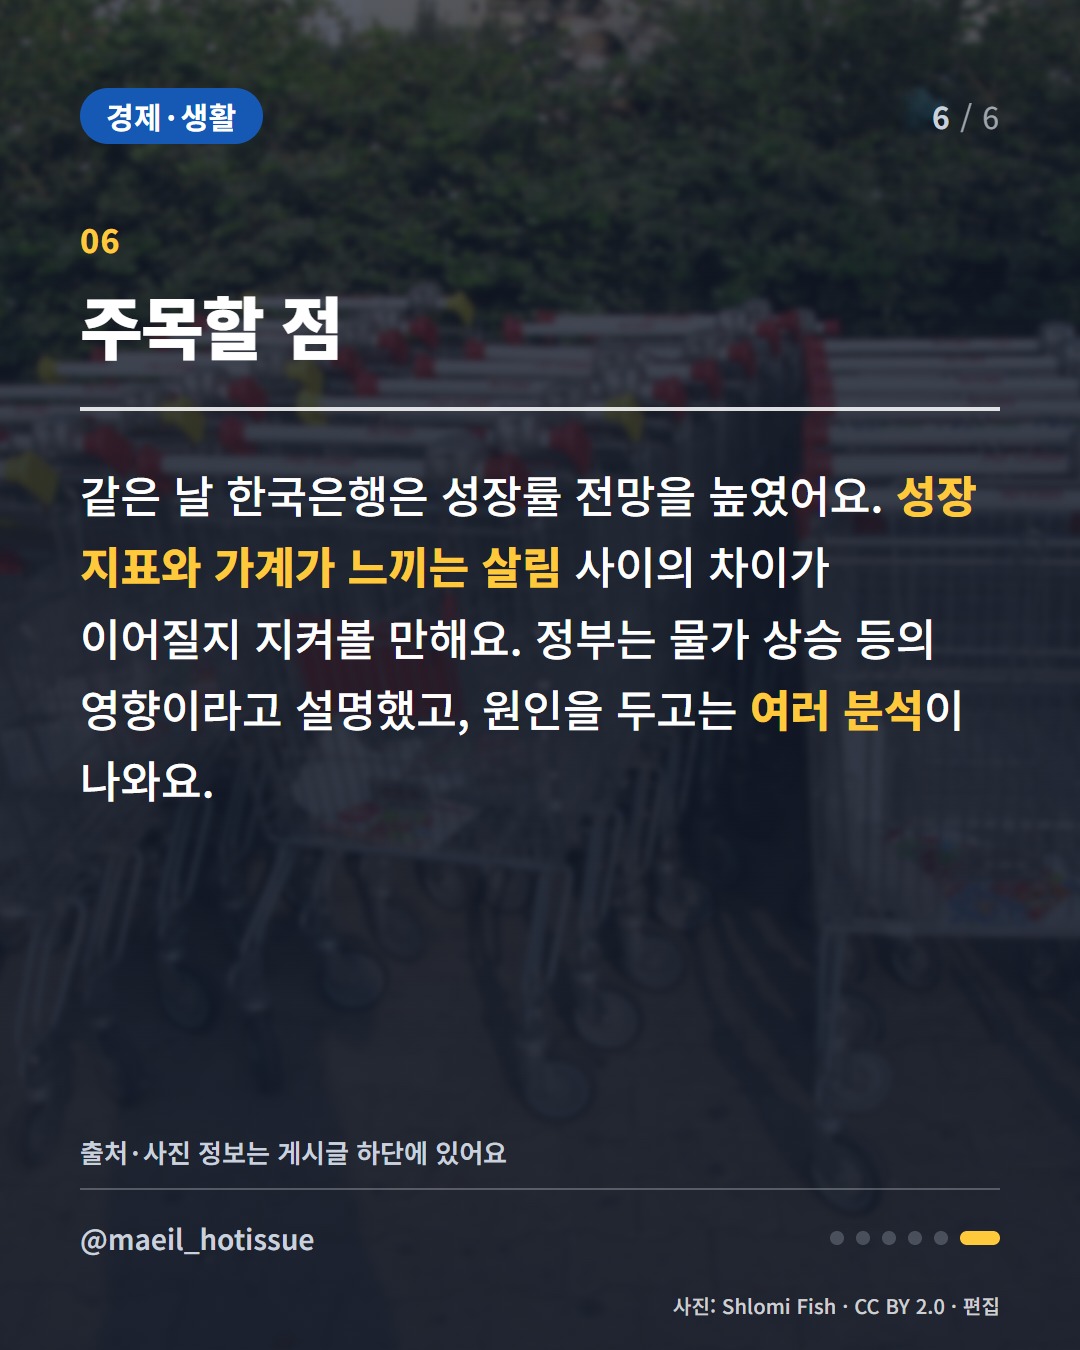 경제·생활
6 / 6
06
주목할 점
같은 날 한국은행은 성장률 전망을 높였어요. 성장
지표와 가계가 느끼는 살림 사이의 차이가
이어질지 지켜볼 만해요. 정부는 물가 상승 등의
영향이라고 설명했고, 원인을 두고는 여러 분석이
나와요.
출처·사진 정보는 게시글 하단에 있어요
@maeil_hotissue
사진: Shlomi Fish · CC BY 2.0 · 편집